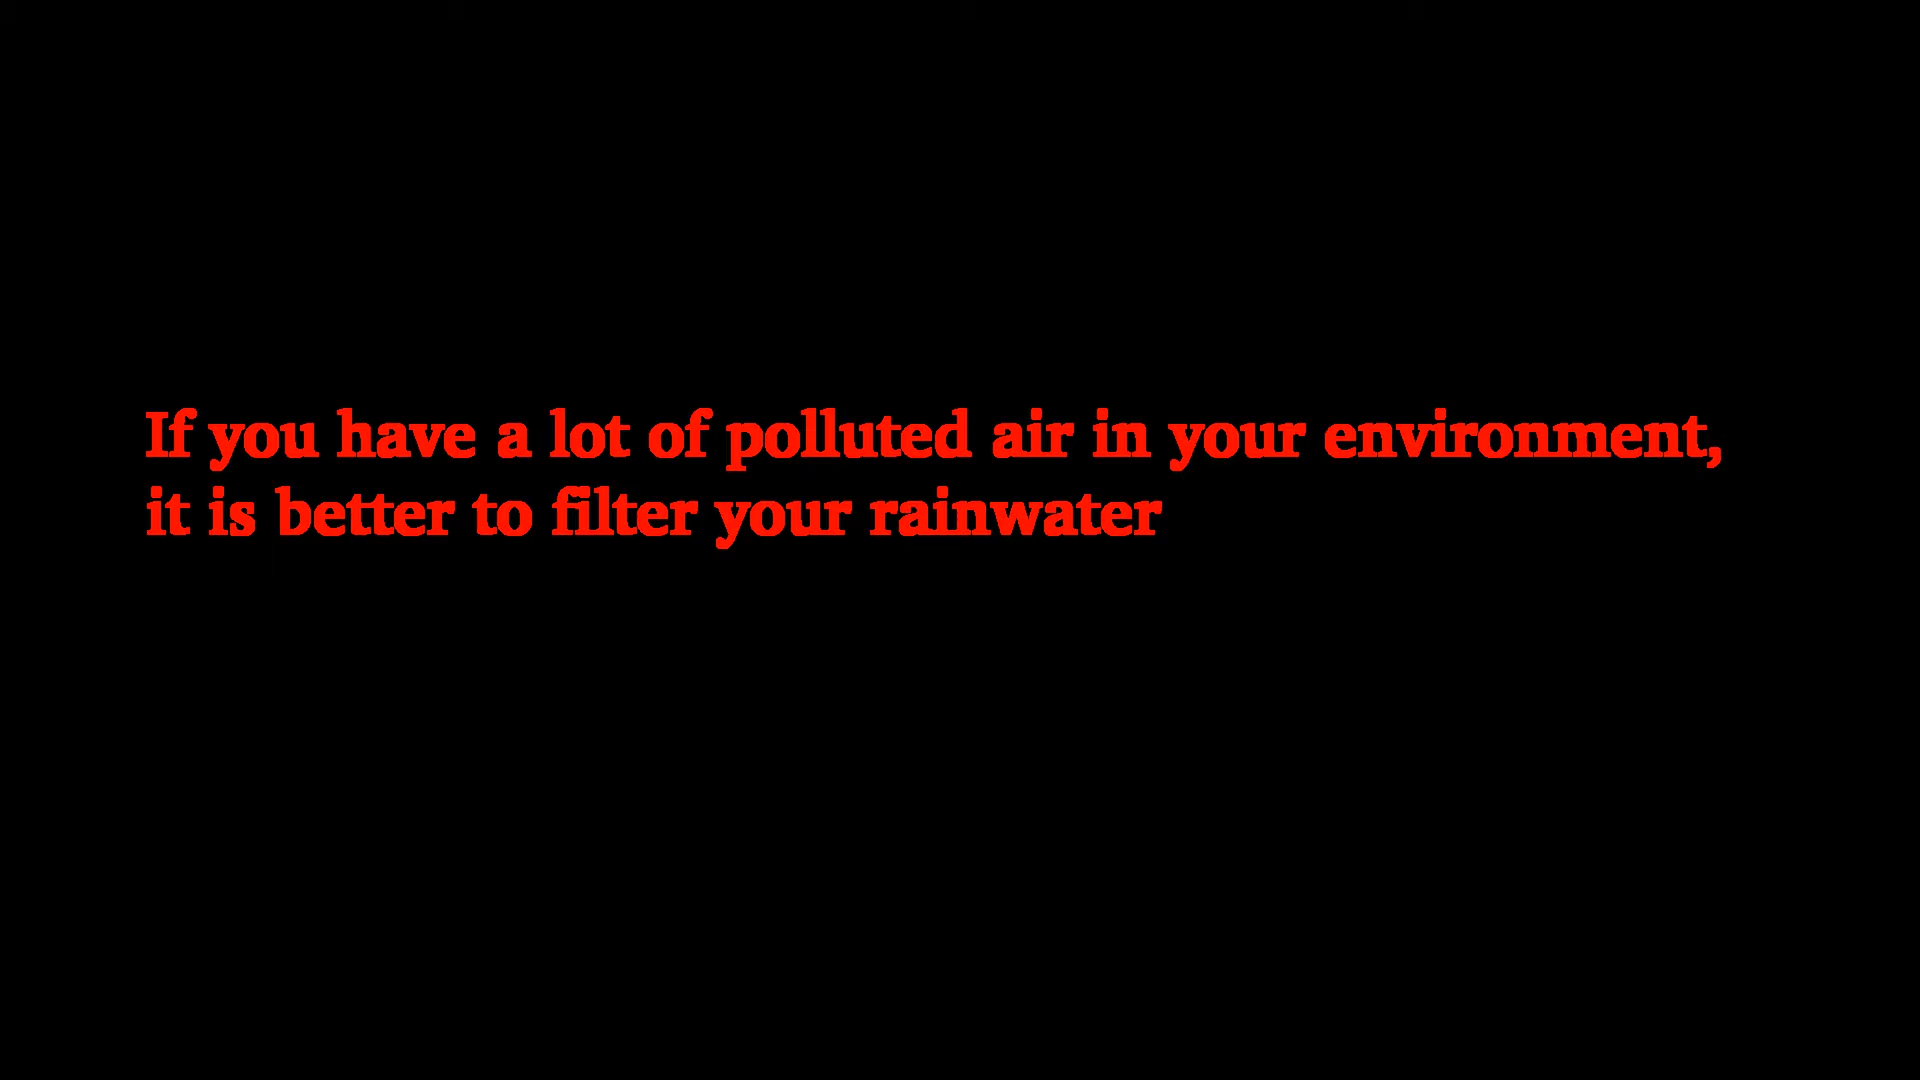 If you have a lot of polluted air in your environment,
it is better to filter your rainwater